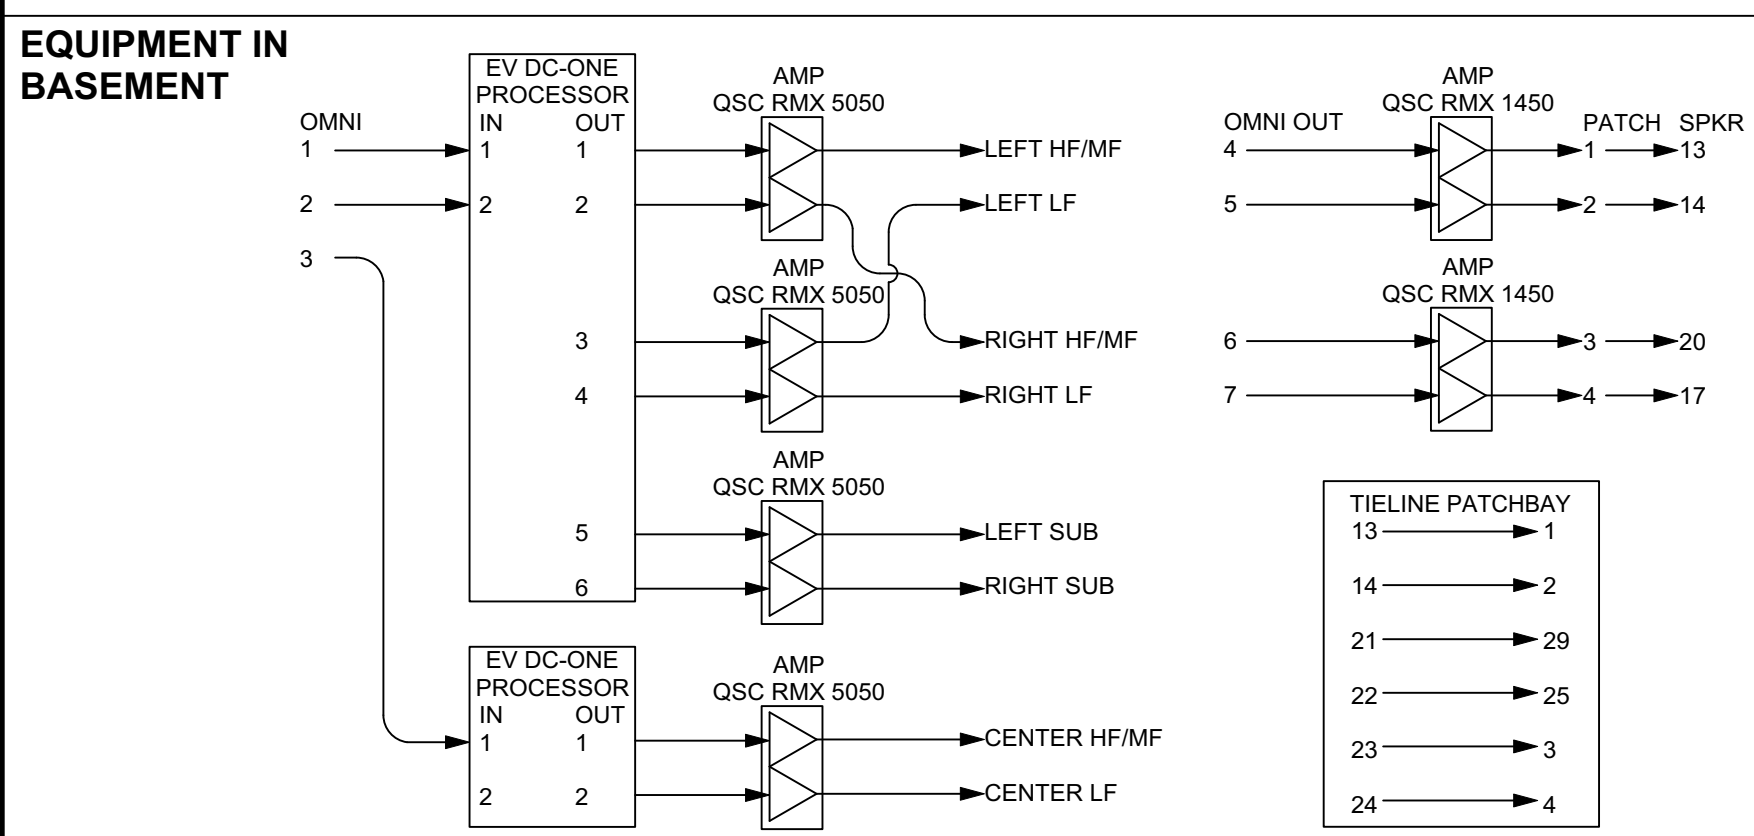 EQUIPMENT IN
BASEMENT
OMNI
1
2
3
EV DC-ONE
PROCESSOR
IN OUT
1 1
2 2
3
4
5
6
AMP
QSC RMX 5050
LEFT HF/MF
LEFT LF
AMP
QSC RMX 5050
RIGHT HF/MF
RIGHT LF
AMP
QSC RMX 5050
LEFT SUB
RIGHT SUB
EV DC-ONE
PROCESSOR
IN OUT
1 1
2 2
AMP
QSC RMX 5050
CENTER HF/MF
CENTER LF
AMP
QSC RMX 1450
OMNI OUT PATCH SPKR
4 1 13
5 2 14
AMP
QSC RMX 1450
6 3 20
7 4 17
TIELINE PATCHBAY
13 1
14 2
21 29
22 25
23 3
24 4